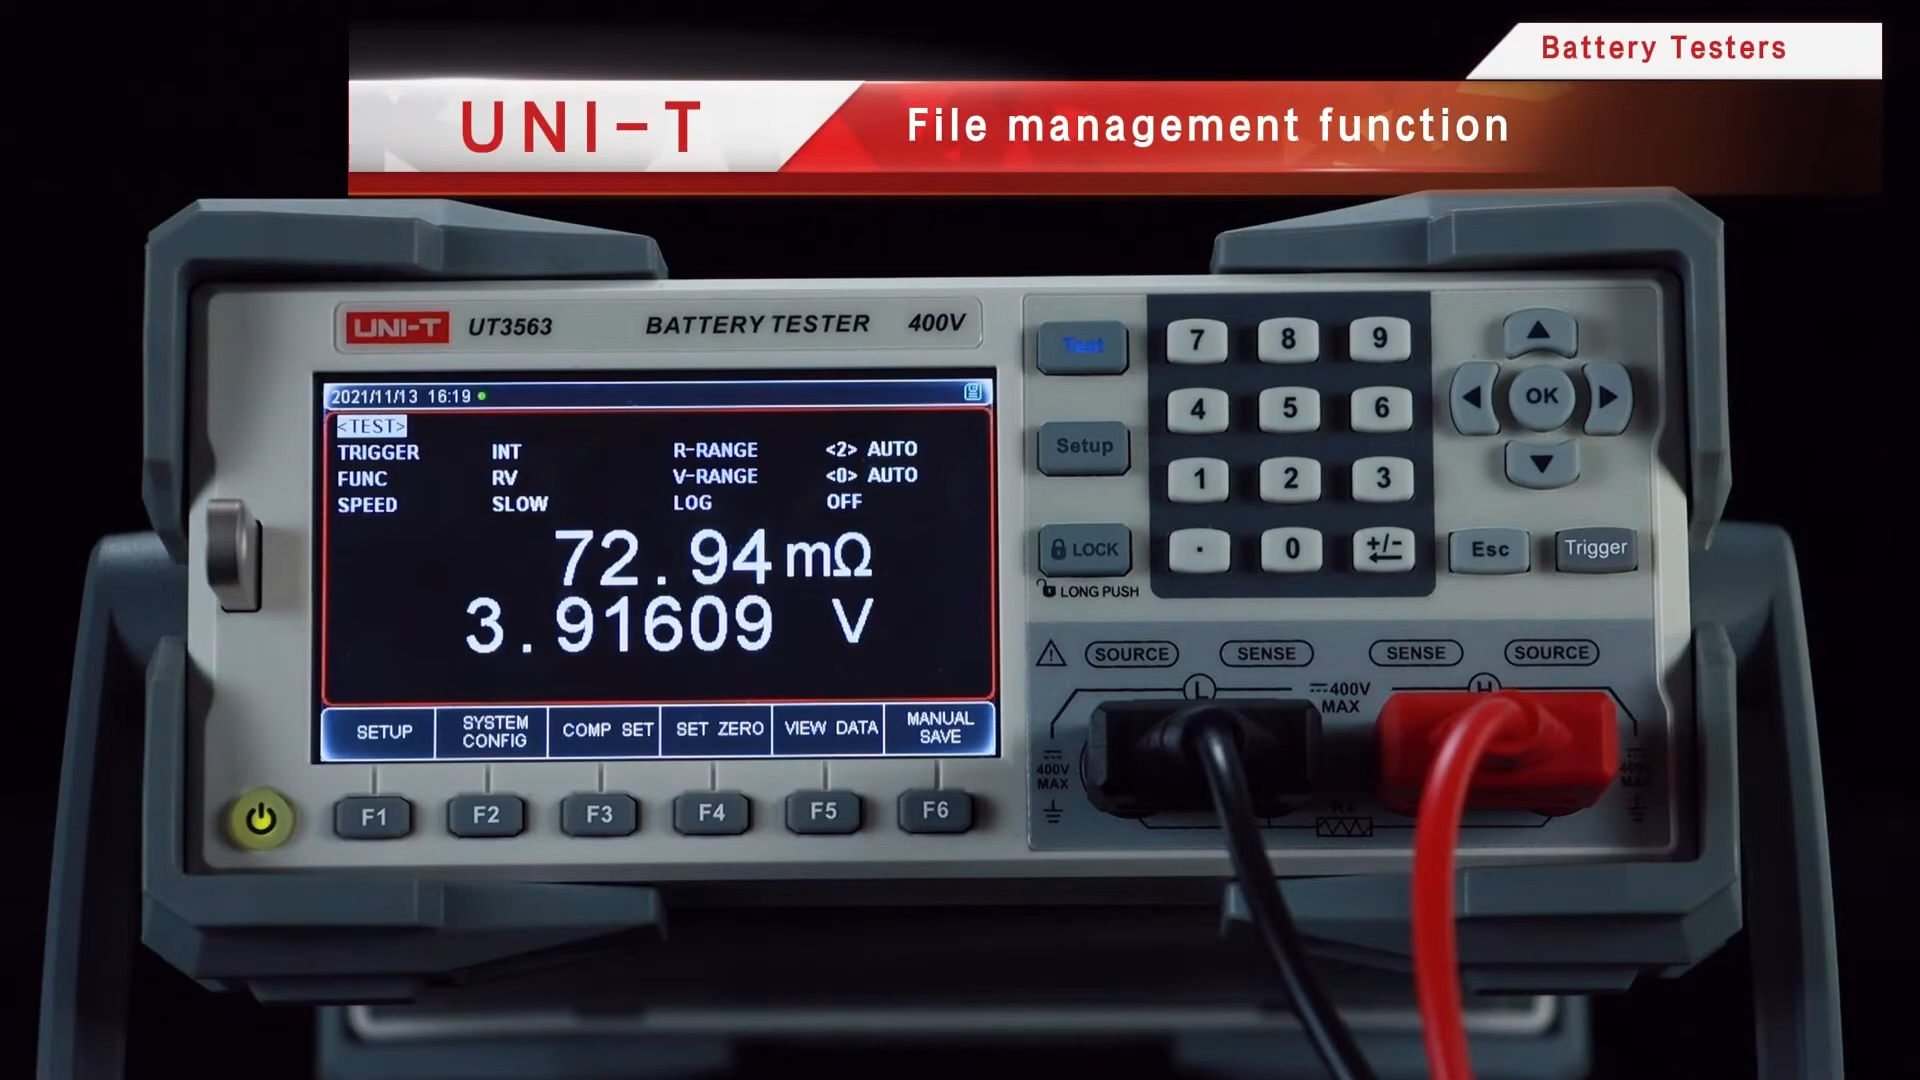 Battery Testers
UNI-T
File management function
UNI-T UT3563 BATTERY TESTER 400V
2021/11/13 16:19
<TEST>
TRIGGER INT R-RANGE <2> AUTO
FUNC RV V-RANGE <0> AUTO
SPEED SLOW LOG OFF
72.94mΩ
3.91609 V
SETUP
SYSTEM
CONFIG
COMP SET
SET ZERO
VIEW DATA
MANUAL
SAVE
F1 F2 F3 F4 F5 F6
Test
Setup
LOCK
LONG PUSH
7 8 9
4 5 6
1 2 3
. 0 +/-
OK
Esc Trigger
SOURCE SENSE SENSE SOURCE
L 400V H
MAX
400V
MAX
Rx